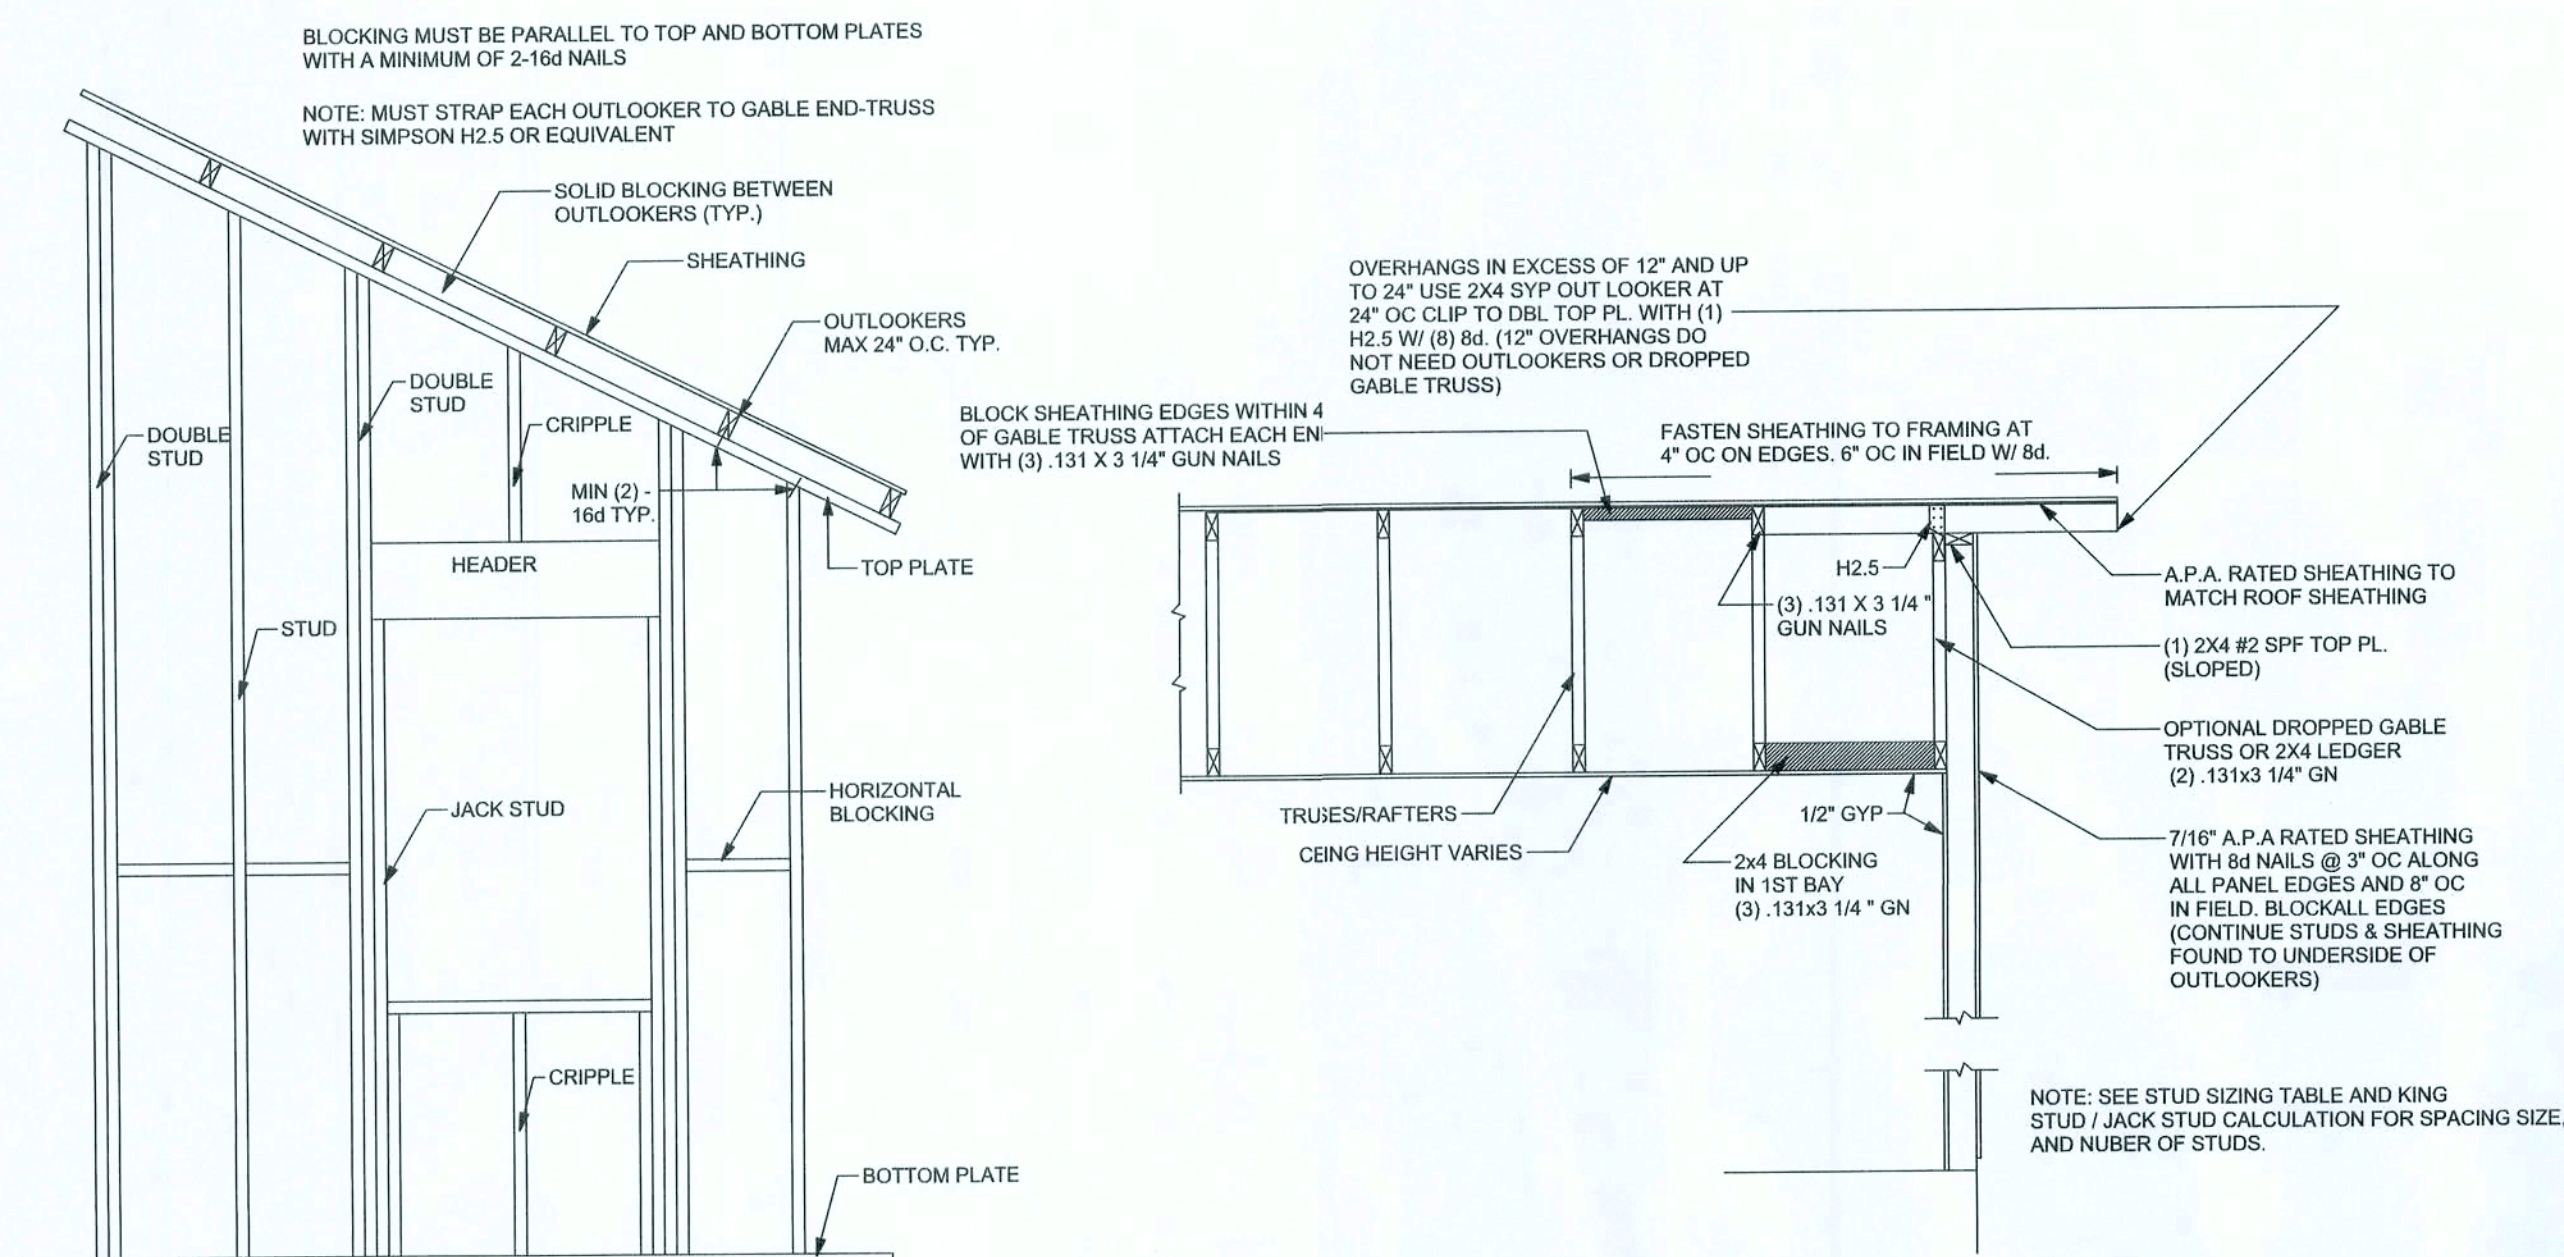 BLOCKING MUST BE PARALLEL TO TOP AND BOTTOM PLATES
WITH A MINIMUM OF 2-16d NAILS
NOTE: MUST STRAP EACH OUTLOOKER TO GABLE END-TRUSS
WITH SIMPSON H2.5 OR EQUIVALENT
SOLID BLOCKING BETWEEN
OUTLOOKERS (TYP.)
SHEATHING
OUTLOOKERS
MAX 24" O.C. TYP.
DOUBLE
STUD
CRIPPLE
DOUBLE
STUD
MIN (2) -
16d TYP.
HEADER
TOP PLATE
STUD
JACK STUD
HORIZONTAL
BLOCKING
CRIPPLE
BOTTOM PLATE
OVERHANGS IN EXCESS OF 12" AND UP
TO 24" USE 2X4 SYP OUT LOOKER AT
24" OC CLIP TO DBL TOP PL. WITH (1)
H2.5 W/ (8) 8d. (12" OVERHANGS DO
NOT NEED OUTLOOKERS OR DROPPED
GABLE TRUSS)
BLOCK SHEATHING EDGES WITHIN 4
OF GABLE TRUSS ATTACH EACH EN
WITH (3) .131 X 3 1/4" GUN NAILS
FASTEN SHEATHING TO FRAMING AT
4" OC ON EDGES. 6" OC IN FIELD W/ 8d.
H2.5
(3) .131 X 3 1/4 "
GUN NAILS
A.P.A. RATED SHEATHING TO
MATCH ROOF SHEATHING
(1) 2X4 #2 SPF TOP PL.
(SLOPED)
OPTIONAL DROPPED GABLE
TRUSS OR 2X4 LEDGER
(2) .131x3 1/4" GN
TRUSES/RAFTERS
CEING HEIGHT VARIES
1/2" GYP
2x4 BLOCKING
IN 1ST BAY
(3) .131x3 1/4 " GN
7/16" A.P.A RATED SHEATHING
WITH 8d NAILS @ 3" OC ALONG
ALL PANEL EDGES AND 8" OC
IN FIELD. BLOCKALL EDGES
(CONTINUE STUDS & SHEATHING
FOUND TO UNDERSIDE OF
OUTLOOKERS)
NOTE: SEE STUD SIZING TABLE AND KING
STUD / JACK STUD CALCULATION FOR SPACING SIZE,
AND NUBER OF STUDS.